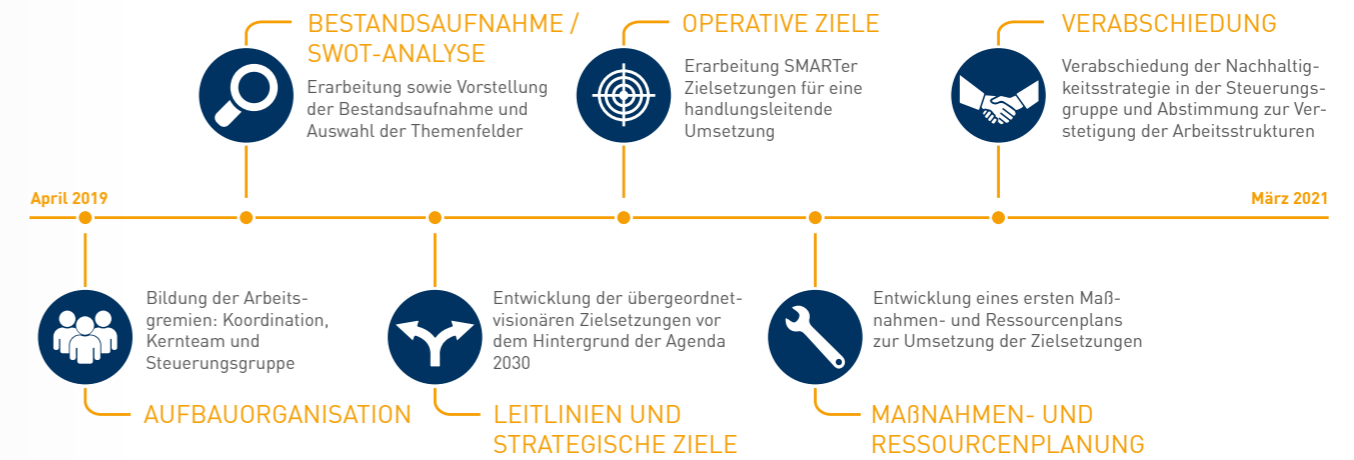 BESTANDSAUFNAHME /
SWOT-ANALYSE
Erarbeitung sowie Vorstellung
der Bestandsaufnahme und
Auswahl der Themenfelder
OPERATIVE ZIELE
Erarbeitung SMARTer
Zielsetzungen für eine
handlungsleitende
Umsetzung
VERABSCHIEDUNG
Verabschiedung der Nachhaltig-
keitsstrategie in der Steuerungs-
gruppe und Abstimmung zur Ver-
stetigung der Arbeitsstrukturen
April 2019
März 2021
Bildung der Arbeits-
gremien: Koordination,
Kernteam und
Steuerungsgruppe
AUFBAUORGANISATION
Entwicklung der übergeordnet-
visionären Zielsetzungen vor
dem Hintergrund der Agenda
2030
LEITLINIEN UND
STRATEGISCHE ZIELE
Entwicklung eines ersten Maß-
nahmen- und Ressourcenplans
zur Umsetzung der Zielsetzungen
MAßNAHMEN- UND
RESSOURCENPLANUNG